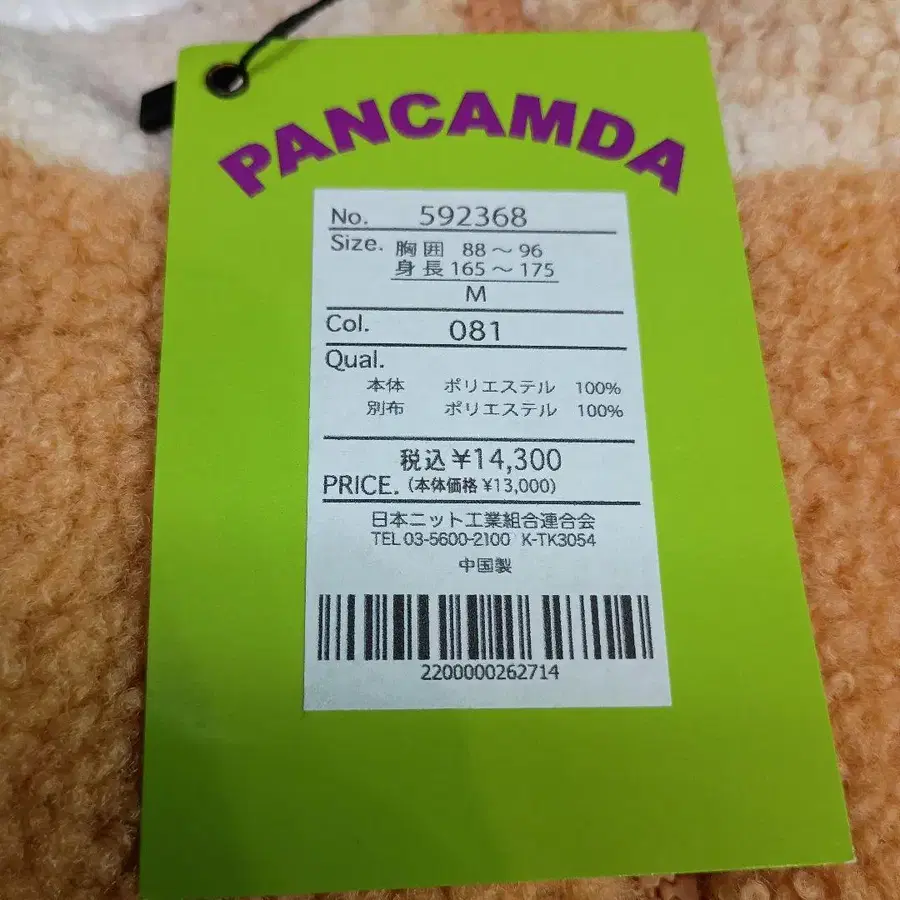 PANCAMDA
No. 592368
Size. 胸囲 88～96
身長 165～175
M
Col. 081
Qual.
本体 ポリエステル 100%
別布 ポリエステル 100%
税込 ¥14,300
PRICE. (本体価格 ¥13,000)
日本ニット工業組合連合会
TEL 03-5600-2100 K-TK3054
中国製
2200000262714